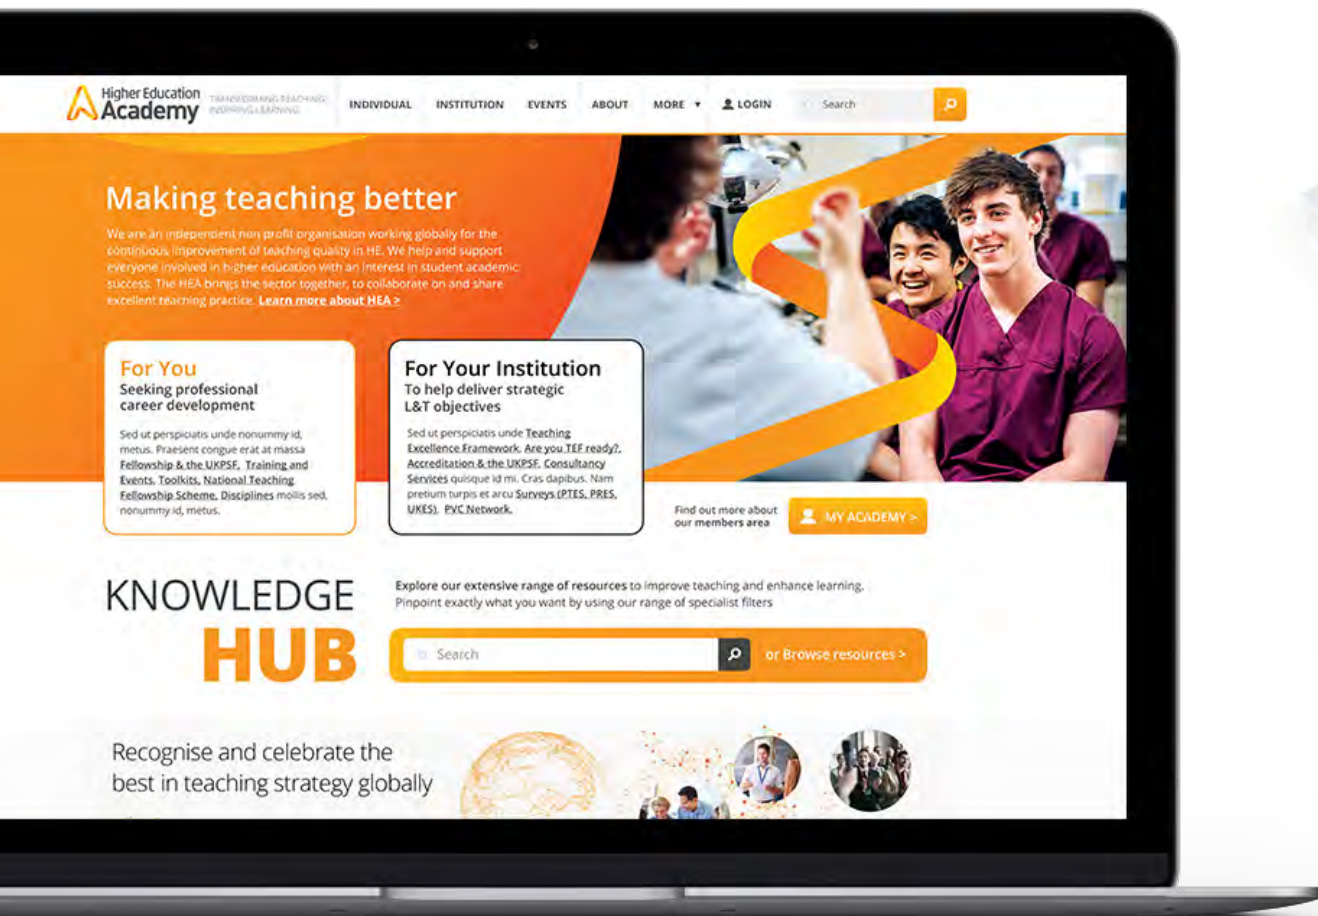 Higher Education
Academy
TRANSFORMING TEACHING
INSPIRING LEARNING
INDIVIDUAL
INSTITUTION
EVENTS
ABOUT
MORE
LOGIN
Search
Making teaching better
We are an independent non profit organisation working globally for the
continuous improvement of teaching quality in HE. We help and support
everyone involved in higher education with an interest in student academic
success. The HEA brings the sector together, to collaborate on and share
excellent teaching practice. Learn more about HEA >
For You
Seeking professional
career development
Sed ut perspiciatis unde nonummy id,
metus. Praesent congue erat at massa
Fellowship & the UKPSF, Training and
Events, Toolkits, National Teaching
Fellowship Scheme, Disciplines mollis sed,
nonummy id, metus.
For Your Institution
To help deliver strategic
L&T objectives
Sed ut perspiciatis unde Teaching
Excellence Framework, Are you TEF ready?,
Accreditation & the UKPSF, Consultancy
Services quisque id mi. Cras dapibus. Nam
pretium turpis et arcu Surveys (PTES, PRES,
UKES), PVC Network.
Find out more about
our members area
MY ACADEMY >
KNOWLEDGE
HUB
Explore our extensive range of resources to improve teaching and enhance learning.
Pinpoint exactly what you want by using our range of specialist filters
Search
or Browse resources >
Recognise and celebrate the
best in teaching strategy globally